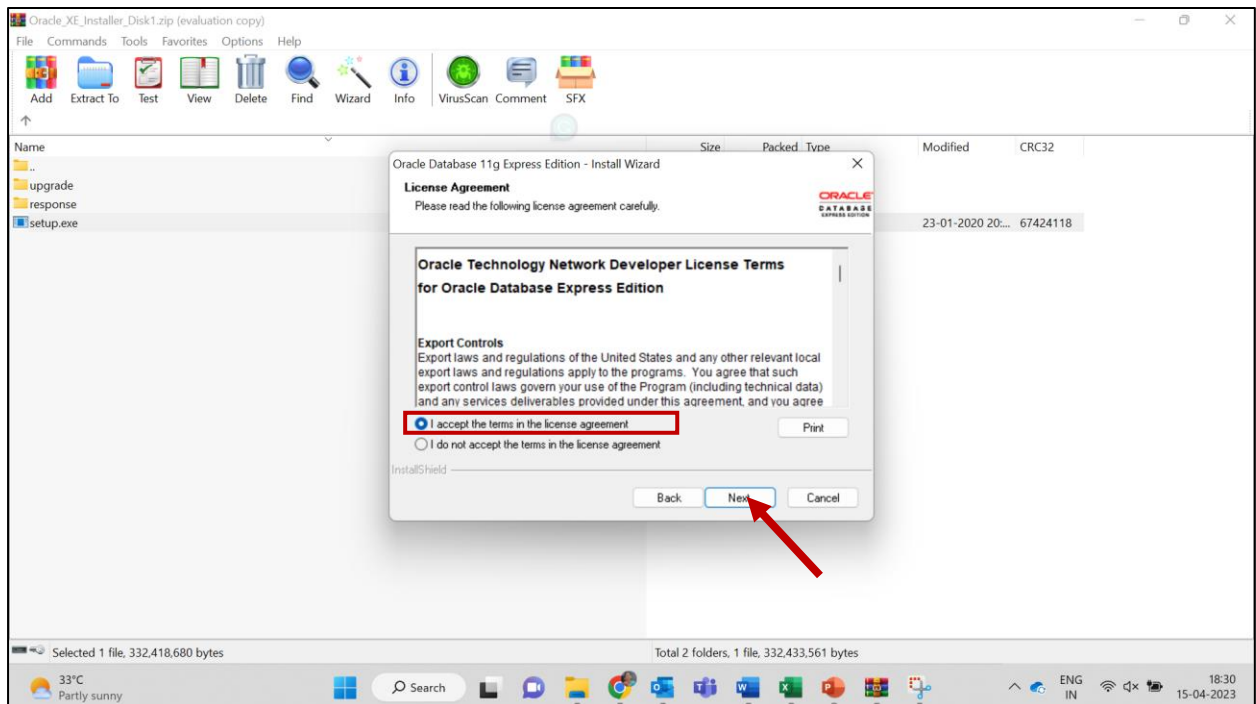 Oracle_XE_Installer_Disk1.zip (evaluation copy)
File Commands Tools Favorites Options Help
Add Extract To Test View Delete Find Wizard Info VirusScan Comment SFX
Name Size Packed Type Modified CRC32
..
upgrade
response
setup.exe 23-01-2020 20:... 67424118
Oracle Database 11g Express Edition - Install Wizard
License Agreement
Please read the following license agreement carefully.
ORACLE
DATABASE
EXPRESS EDITION
Oracle Technology Network Developer License Terms
for Oracle Database Express Edition
Export Controls
Export laws and regulations of the United States and any other relevant local
export laws and regulations apply to the programs. You agree that such
export control laws govern your use of the Program (including technical data)
and any services deliverables provided under this agreement, and you agree
I accept the terms in the license agreement
Print
I do not accept the terms in the license agreement
InstallShield
Back Next Cancel
Selected 1 file, 332,418,680 bytes
Total 2 folders, 1 file, 332,433,561 bytes
33°C
Partly sunny
Search
ENG
IN
18:30
15-04-2023